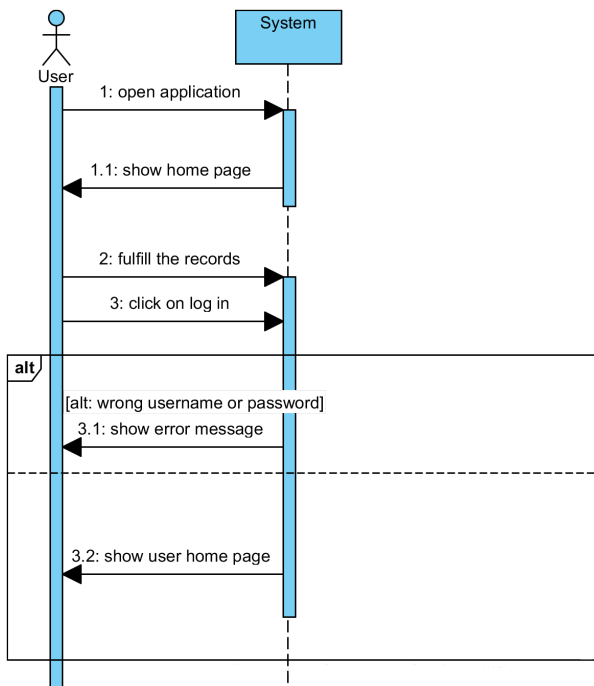 System
User
1: open application
1.1: show home page
2: fulfill the records
3: click on log in
alt
[alt: wrong username or password]
3.1: show error message
3.2: show user home page